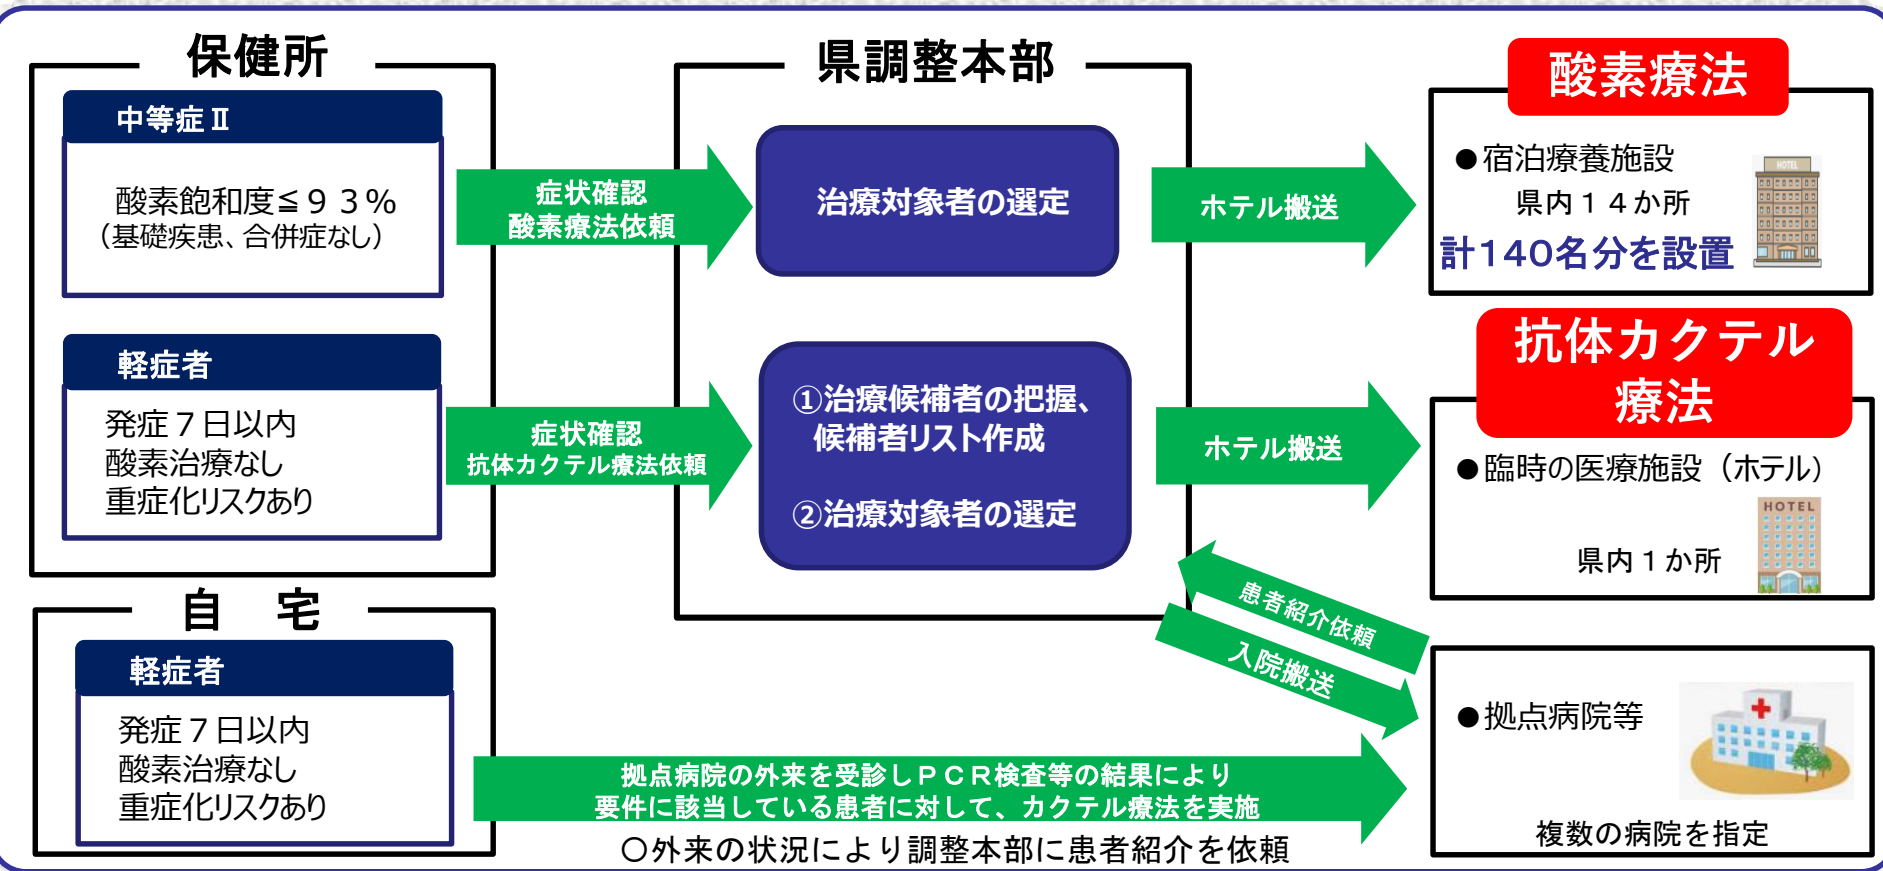 保健所
中等症Ⅱ
酸素飽和度≦９３％
（基礎疾患、合併症なし）
軽症者
発症７日以内
酸素治療なし
重症化リスクあり
症状確認
酸素療法依頼
症状確認
抗体カクテル療法依頼
県調整本部
治療対象者の選定
①治療候補者の把握、
候補者リスト作成
②治療対象者の選定
ホテル搬送
ホテル搬送
酸素療法
●宿泊療養施設
県内１４か所
計140名分を設置
HOTEL
抗体カクテル
療法
●臨時の医療施設（ホテル）
HOTEL
県内１か所
自　宅
軽症者
発症７日以内
酸素治療なし
重症化リスクあり
患者紹介依頼
入院搬送
拠点病院の外来を受診しＰＣＲ検査等の結果により
要件に該当している患者に対して、カクテル療法を実施
〇外来の状況により調整本部に患者紹介を依頼
●拠点病院等
複数の病院を指定